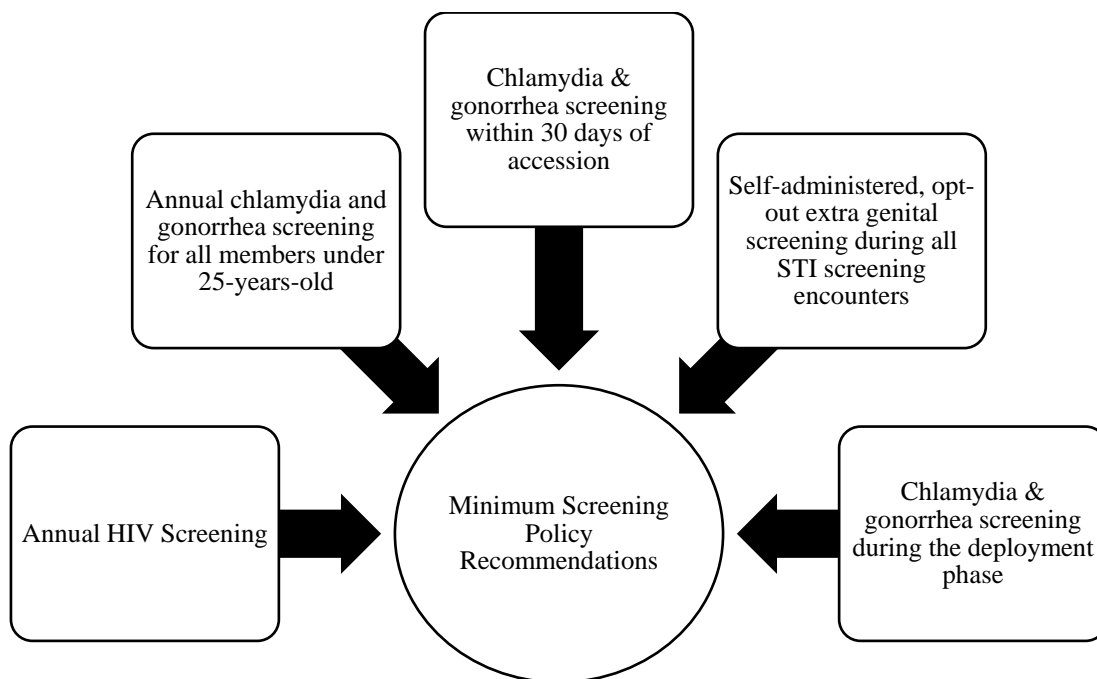 Chlamydia &
gonorrhea screening
within 30 days of
accession
Annual chlamydia and
gonorrhea screening
for all members under
25-years-old
Self-administered, opt-
out extra genital
screening during all
STI screening
encounters
Annual HIV Screening
Minimum Screening
Policy
Recommendations
Chlamydia &
gonorrhea screening
during the deployment
phase